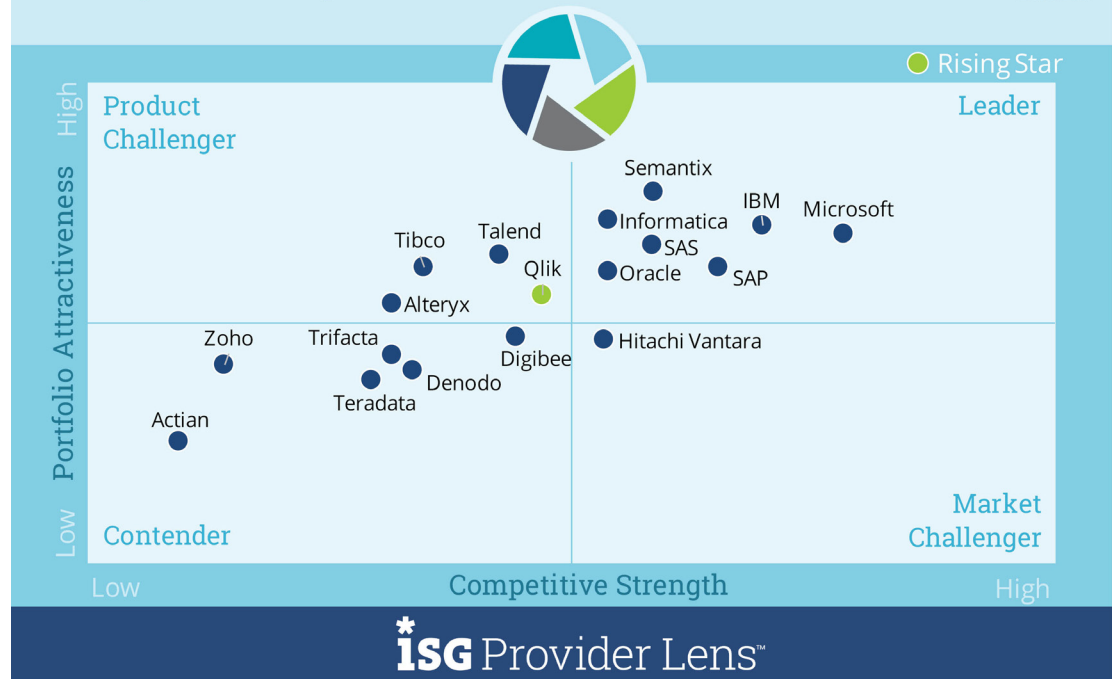 Rising Star
High
Product
Challenger
Leader
Semantix
IBM
Microsoft
Informatica
Talend
Tibco
SAS
Qlik
Oracle
SAP
Alteryx
Portfolio Attractiveness
Zoho
Trifacta
Digibee
Hitachi Vantara
Denodo
Teradata
Actian
Low
Contender
Market
Challenger
Low
Competitive Strength
High
*isg Provider Lens™